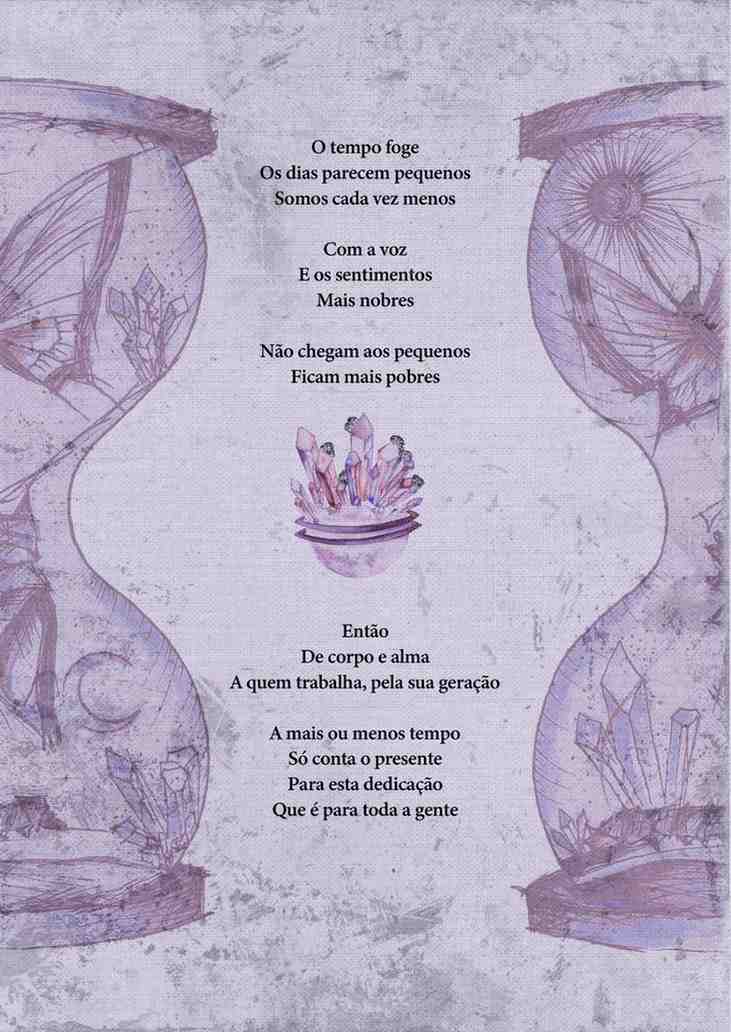 O tempo foge
Os dias parecem pequenos
Somos cada vez menos
Com a voz
E os sentimentos
Mais nobres
Não chegam aos pequenos
Ficam mais pobres
Então
De corpo e alma
A quem trabalha, pela sua geração
A mais ou menos tempo
Só conta o presente
Para esta dedicação
Que é para toda a gente